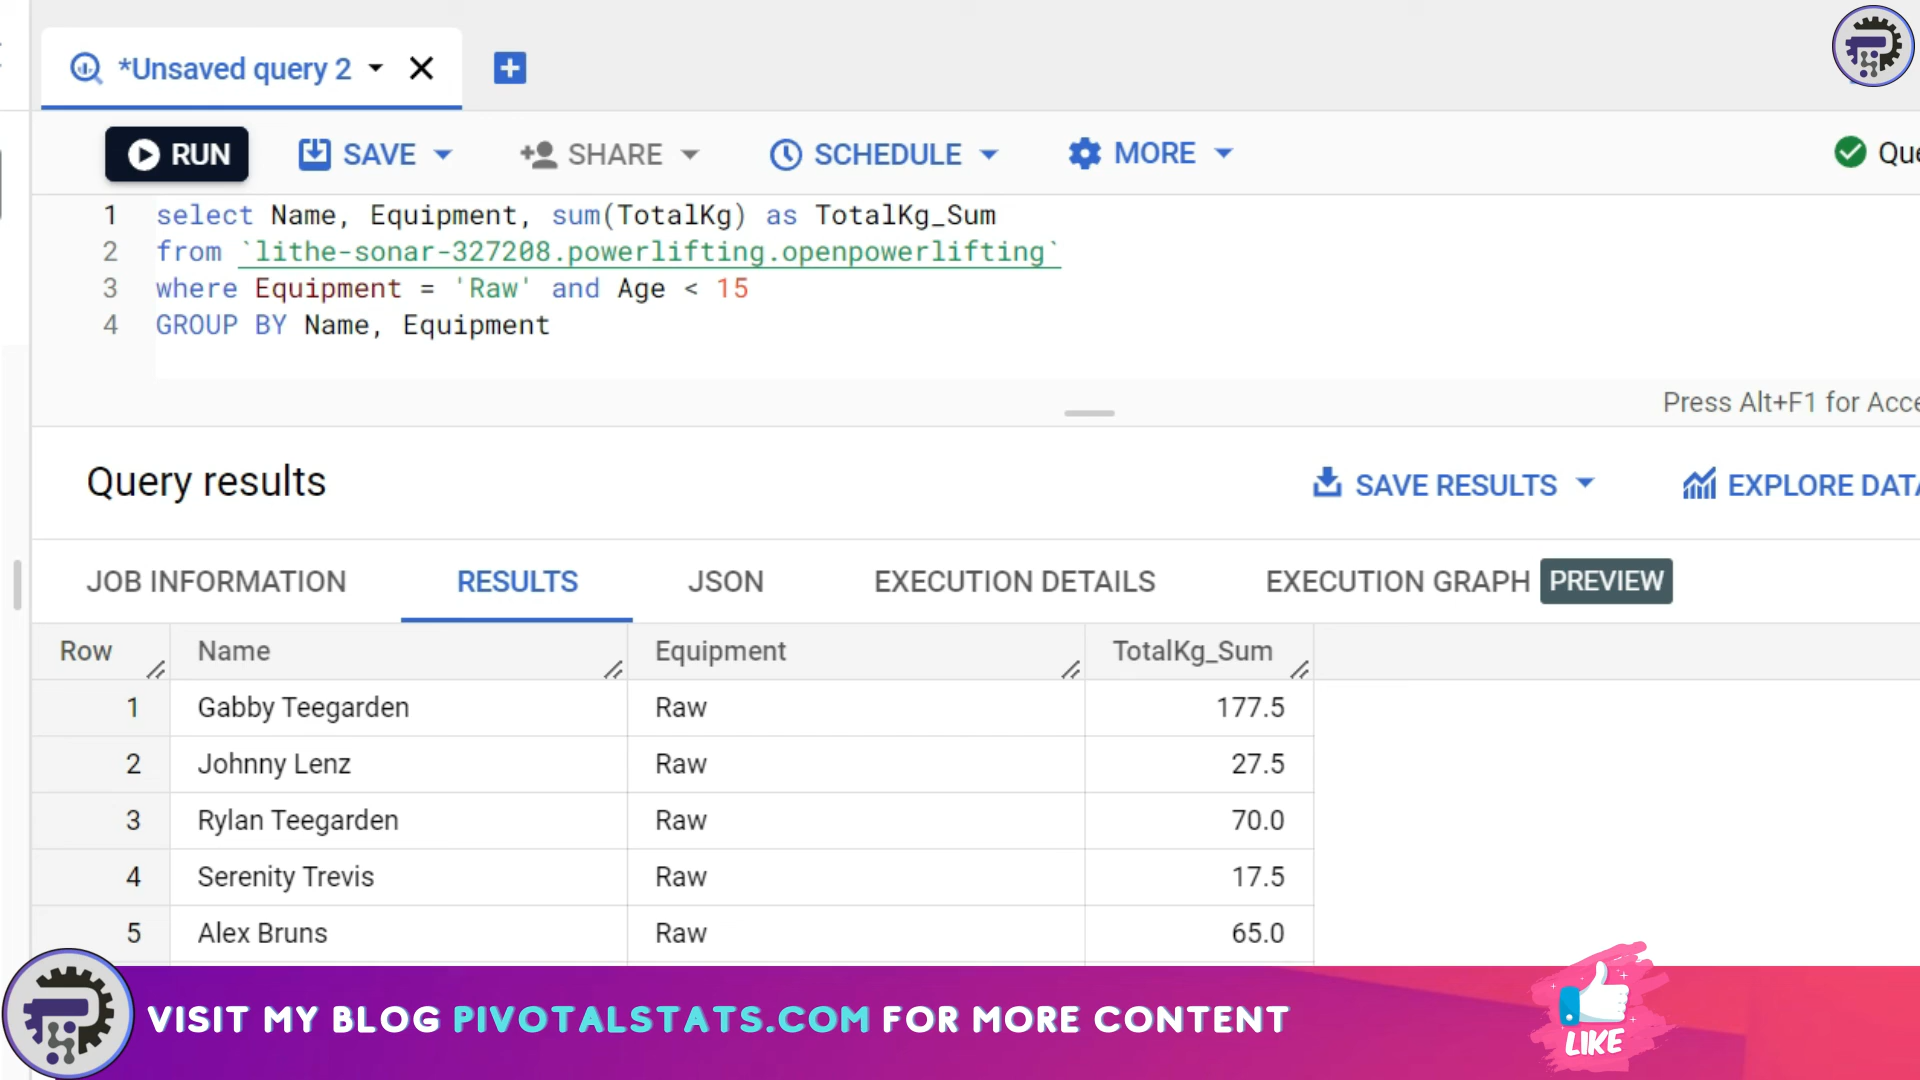 *Unsaved query 2
RUN SAVE SHARE SCHEDULE MORE
1 select Name, Equipment, sum(TotalKg) as TotalKg_Sum
2 from `lithe-sonar-327208.powerlifting.openpowerlifting`
3 where Equipment = 'Raw' and Age < 15
4 GROUP BY Name, Equipment
Press Alt+F1 for Acce
Query results SAVE RESULTS EXPLORE DATA
JOB INFORMATION RESULTS JSON EXECUTION DETAILS EXECUTION GRAPH PREVIEW
Row Name Equipment TotalKg_Sum
1 Gabby Teegarden Raw 177.5
2 Johnny Lenz Raw 27.5
3 Rylan Teegarden Raw 70.0
4 Serenity Trevis Raw 17.5
5 Alex Bruns Raw 65.0
VISIT MY BLOG PIVOTALSTATS.COM FOR MORE CONTENT
LIKE